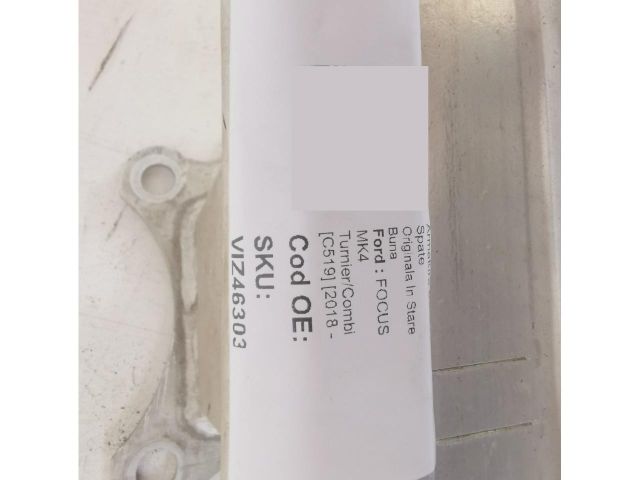 Spate
Originala In Stare
Buna
Ford : FOCUS
MK4
Turnier/Combi
[C519] [2018 -
Cod OE:
SKU:
VIZ46303